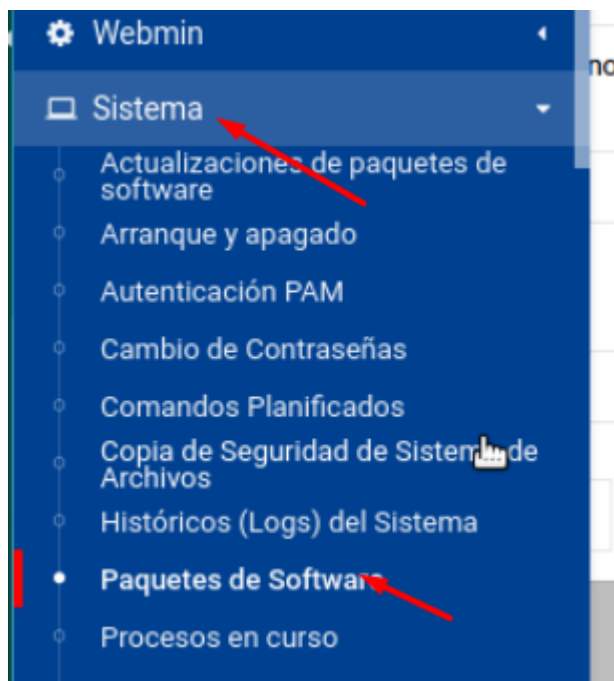 Webmin
no
Sistema
Actualizaciones de paquetes de
software
Arranque y apagado
Autenticación PAM
Cambio de Contraseñas
Comandos Planificados
Copia de Seguridad de Sistema de
Archivos
Históricos (Logs) del Sistema
Paquetes de Software
Procesos en curso